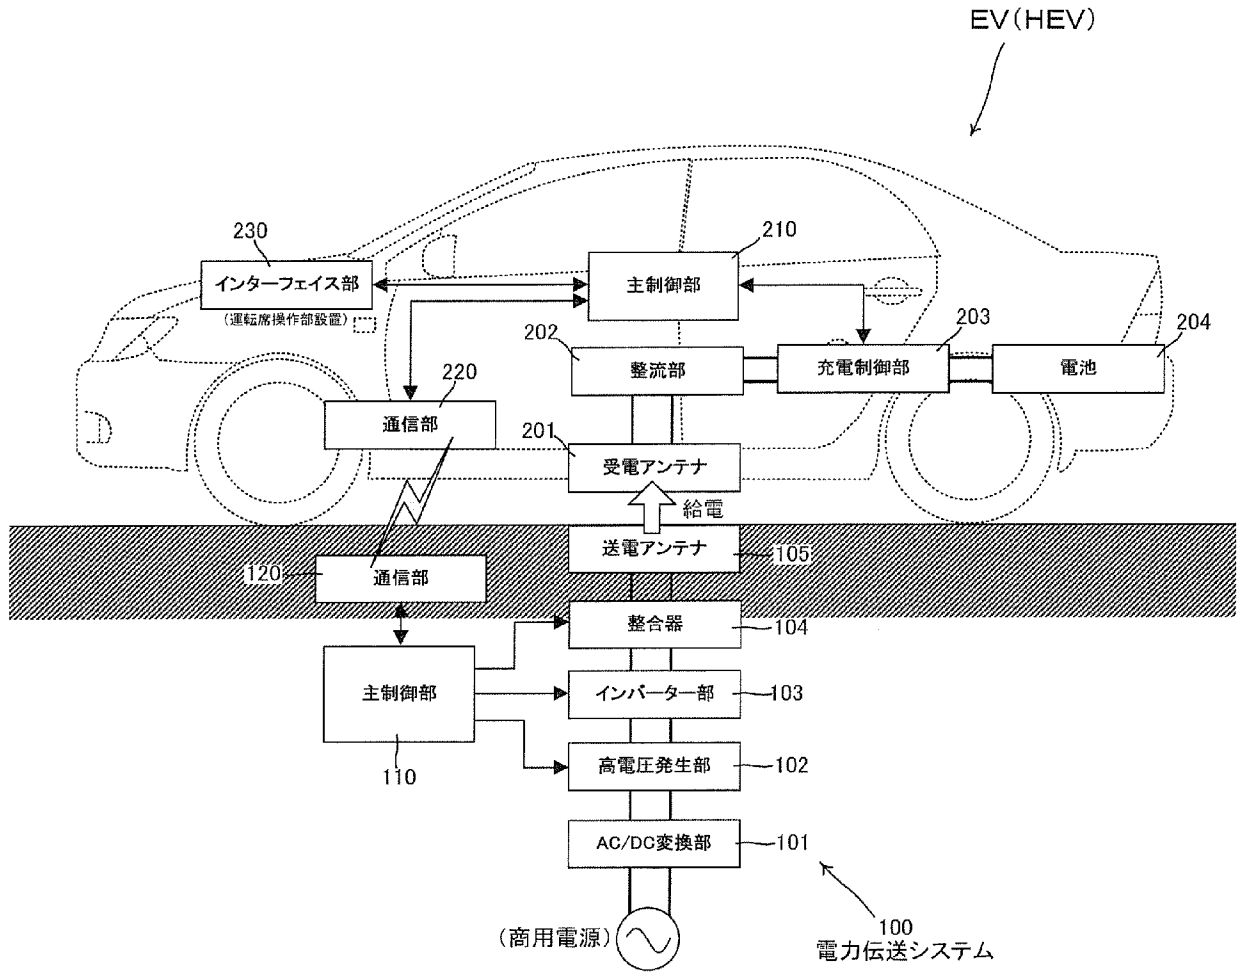 EV(HEV)
230
インターフェイス部
(運転席操作部設置)
210
主制御部
202
整流部
203
充電制御部
204
電池
220
通信部
201
受電アンテナ
給電
送電アンテナ
105
120
通信部
整合器
104
主制御部
110
インバーター部
103
高電圧発生部
102
AC/DC変換部
101
(商用電源)
100
電力伝送システム